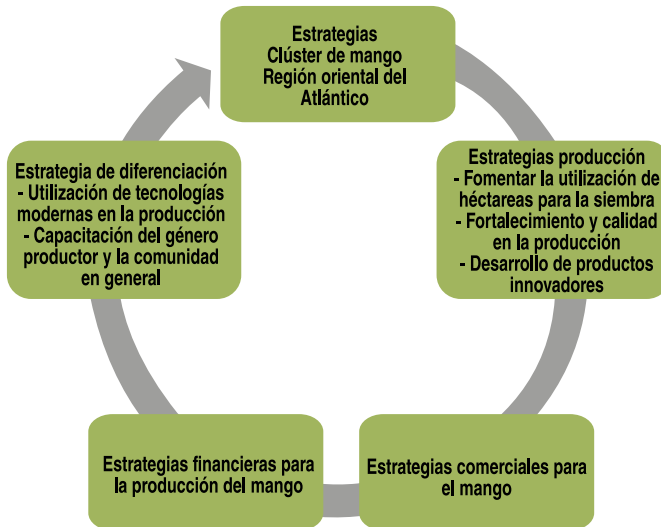 Estrategias
Clúster de mango
Región oriental del
Atlántico
Estrategias producción
- Fomentar la utilización de
héctareas para la siembra
- Fortalecimiento y calidad
en la producción
- Desarrollo de productos
innovadores
Estrategias comerciales para
el mango
Estrategias financieras para
la producción del mango
Estrategia de diferenciación
- Utilización de tecnologías
modernas en la producción
- Capacitación del género
productor y la comunidad
en general